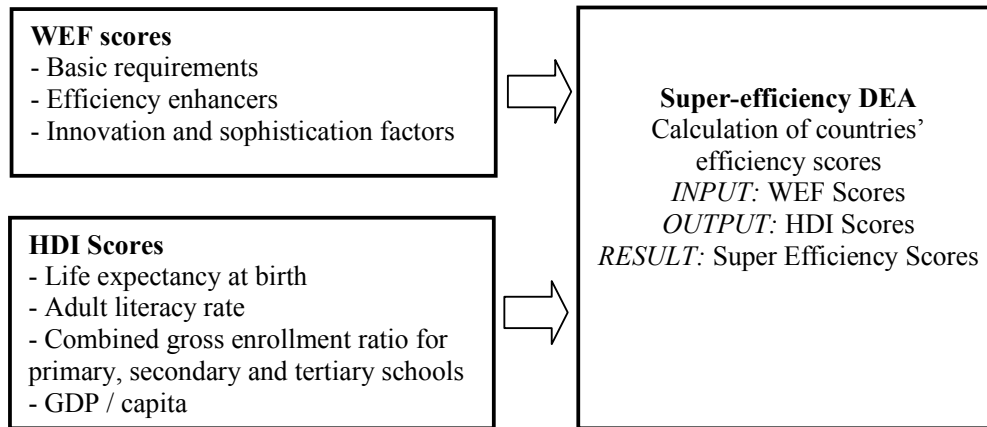 WEF scores
- Basic requirements
- Efficiency enhancers
- Innovation and sophistication factors
HDI Scores
- Life expectancy at birth
- Adult literacy rate
- Combined gross enrollment ratio for
primary, secondary and tertiary schools
- GDP / capita
Super-efficiency DEA
Calculation of countries’
efficiency scores
INPUT: WEF Scores
OUTPUT: HDI Scores
RESULT: Super Efficiency Scores